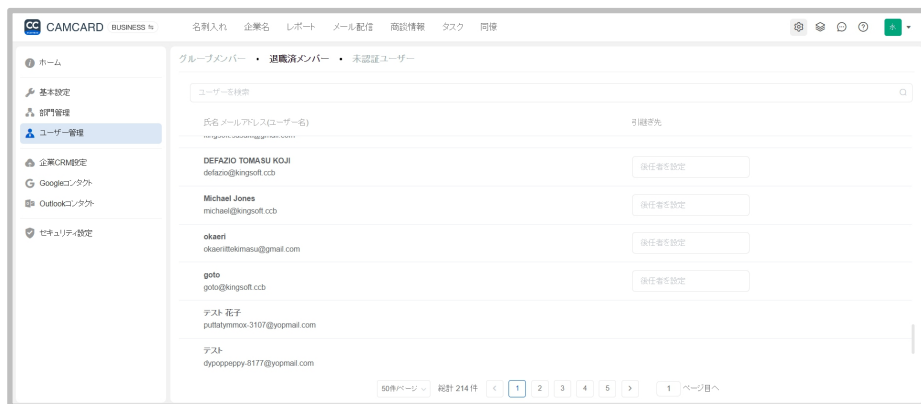 CC CAMCARD BUSINESS 名刺入れ 企業名 レポート メール配信 商談情報 タスク 同僚 ホ
ホーム
基本設定
部門管理
ユーザー管理
企業CRM設定
Googleコンタクト
Outlookコンタクト
セキュリティ設定
グループメンバー • 退職済メンバー • 未認証ユーザー
ユーザーを検索
氏名 メールアドレス(ユーザー名) 引継ぎ先
DEFAZIO TOMASU KOJI
defazio@kingsoft.ccb
後任者を設定
Michael Jones
michael@kingsoft.ccb
後任者を設定
okaeri
okaeriittekimasu@gmail.com
後任者を設定
goto
goto@kingsoft.ccb
後任者を設定
テスト 花子
puttatymmox-3107@yopmail.com
テスト
dypoppeppy-8177@yopmail.com
50件/ページ 総計 214 件 < 1 2 3 4 5 > 1 ページ目へ